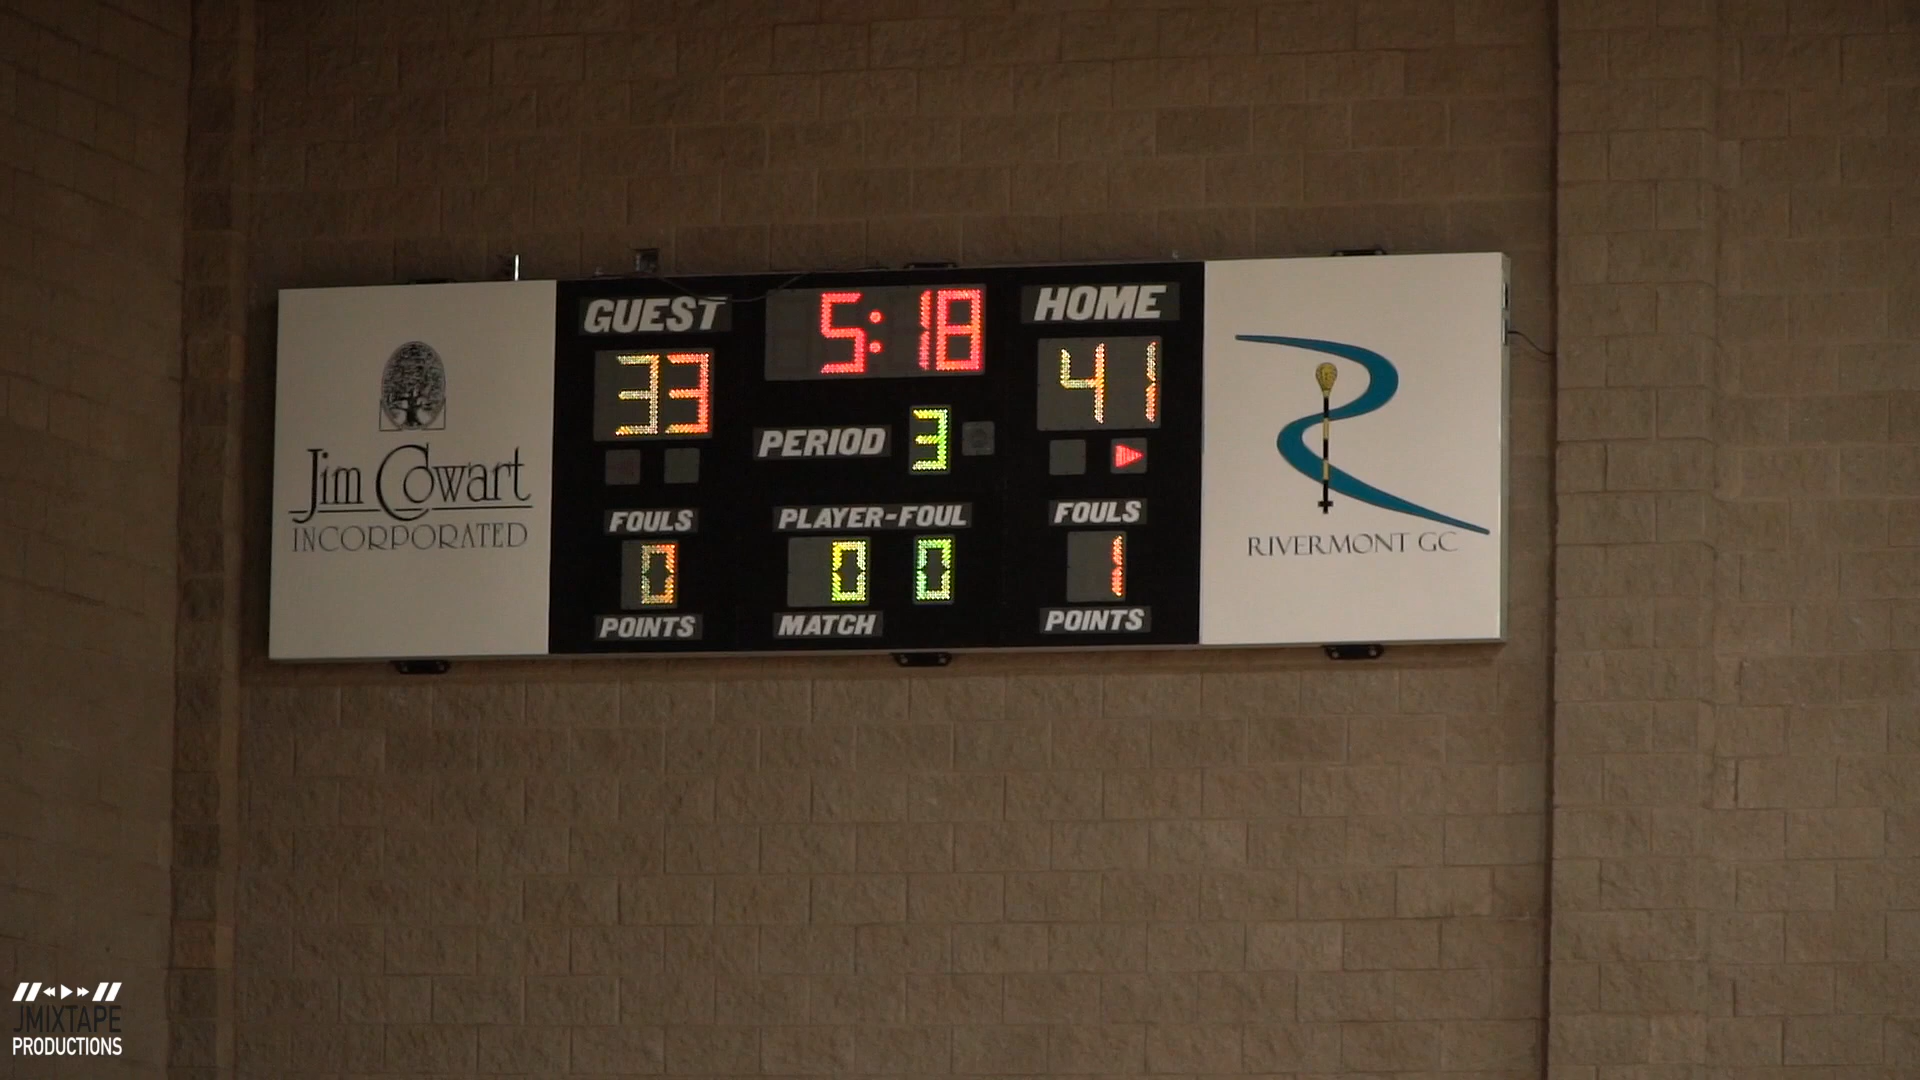 GUEST
5:18
HOME
33
41
PERIOD 3
FOULS
PLAYER-FOUL
FOULS
0
0 0
1
POINTS
MATCH
POINTS
Jim Cowart
INCORPORATED
RIVERMONT GC
JMIXTAPE
PRODUCTIONS